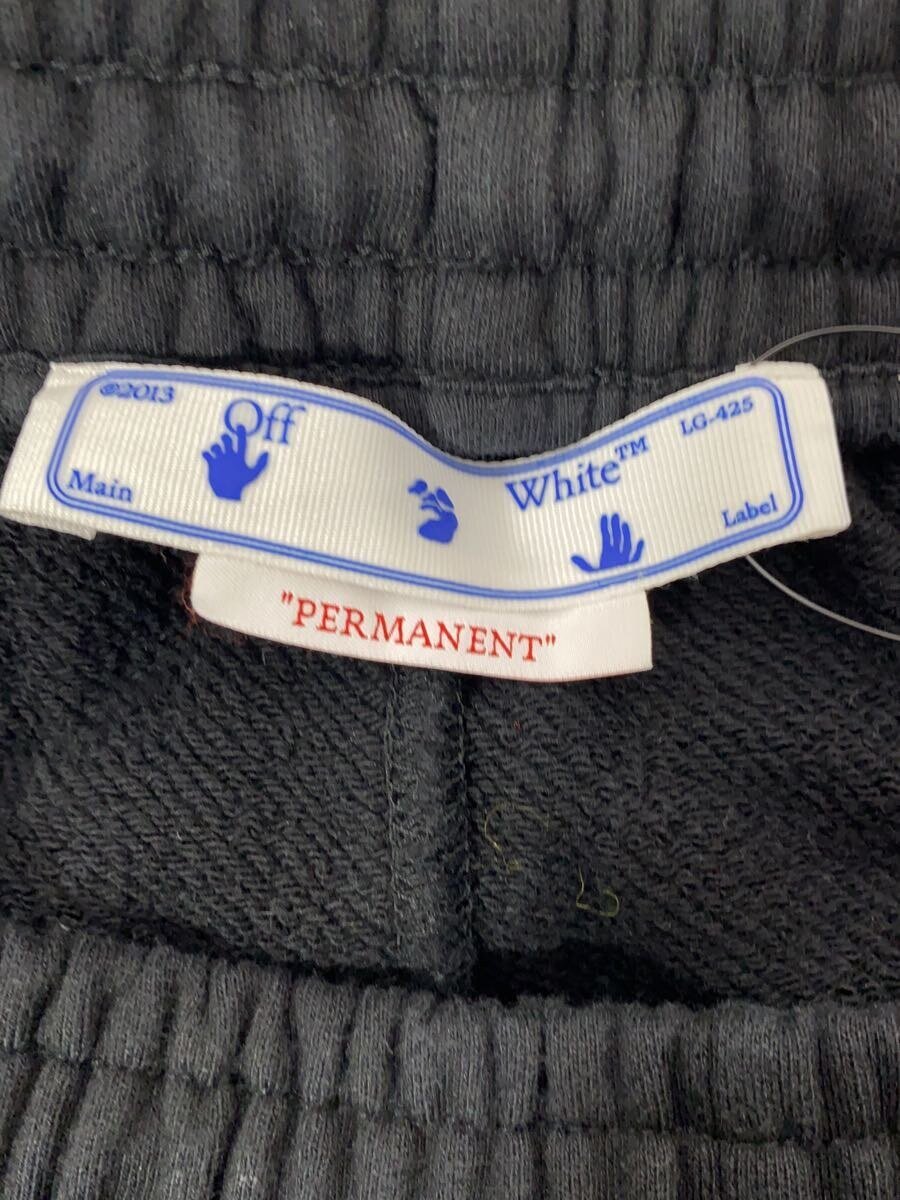 ©2013
Off
White™
LG-425
Main
Label
"PERMANENT"